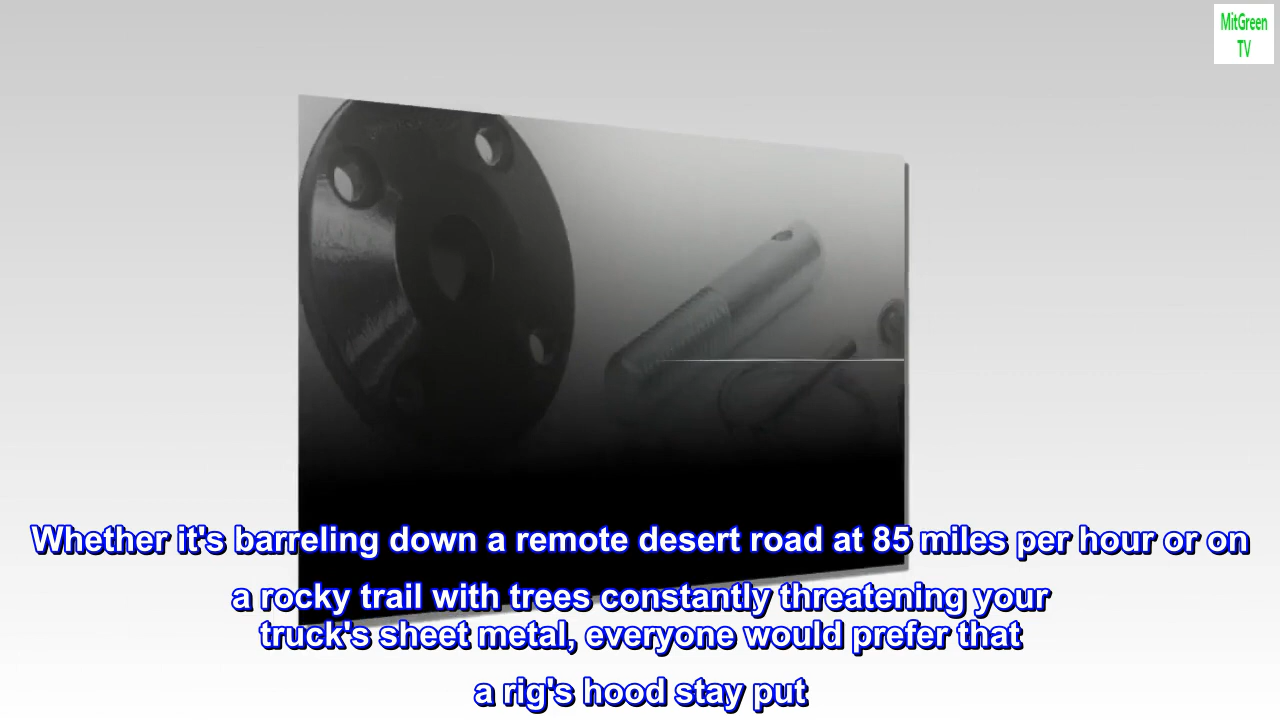 MitGreen
TV
Whether it's barreling down a remote desert road at 85 miles per hour or on
a rocky trail with trees constantly threatening your
truck's sheet metal, everyone would prefer that
a rig's hood stay put